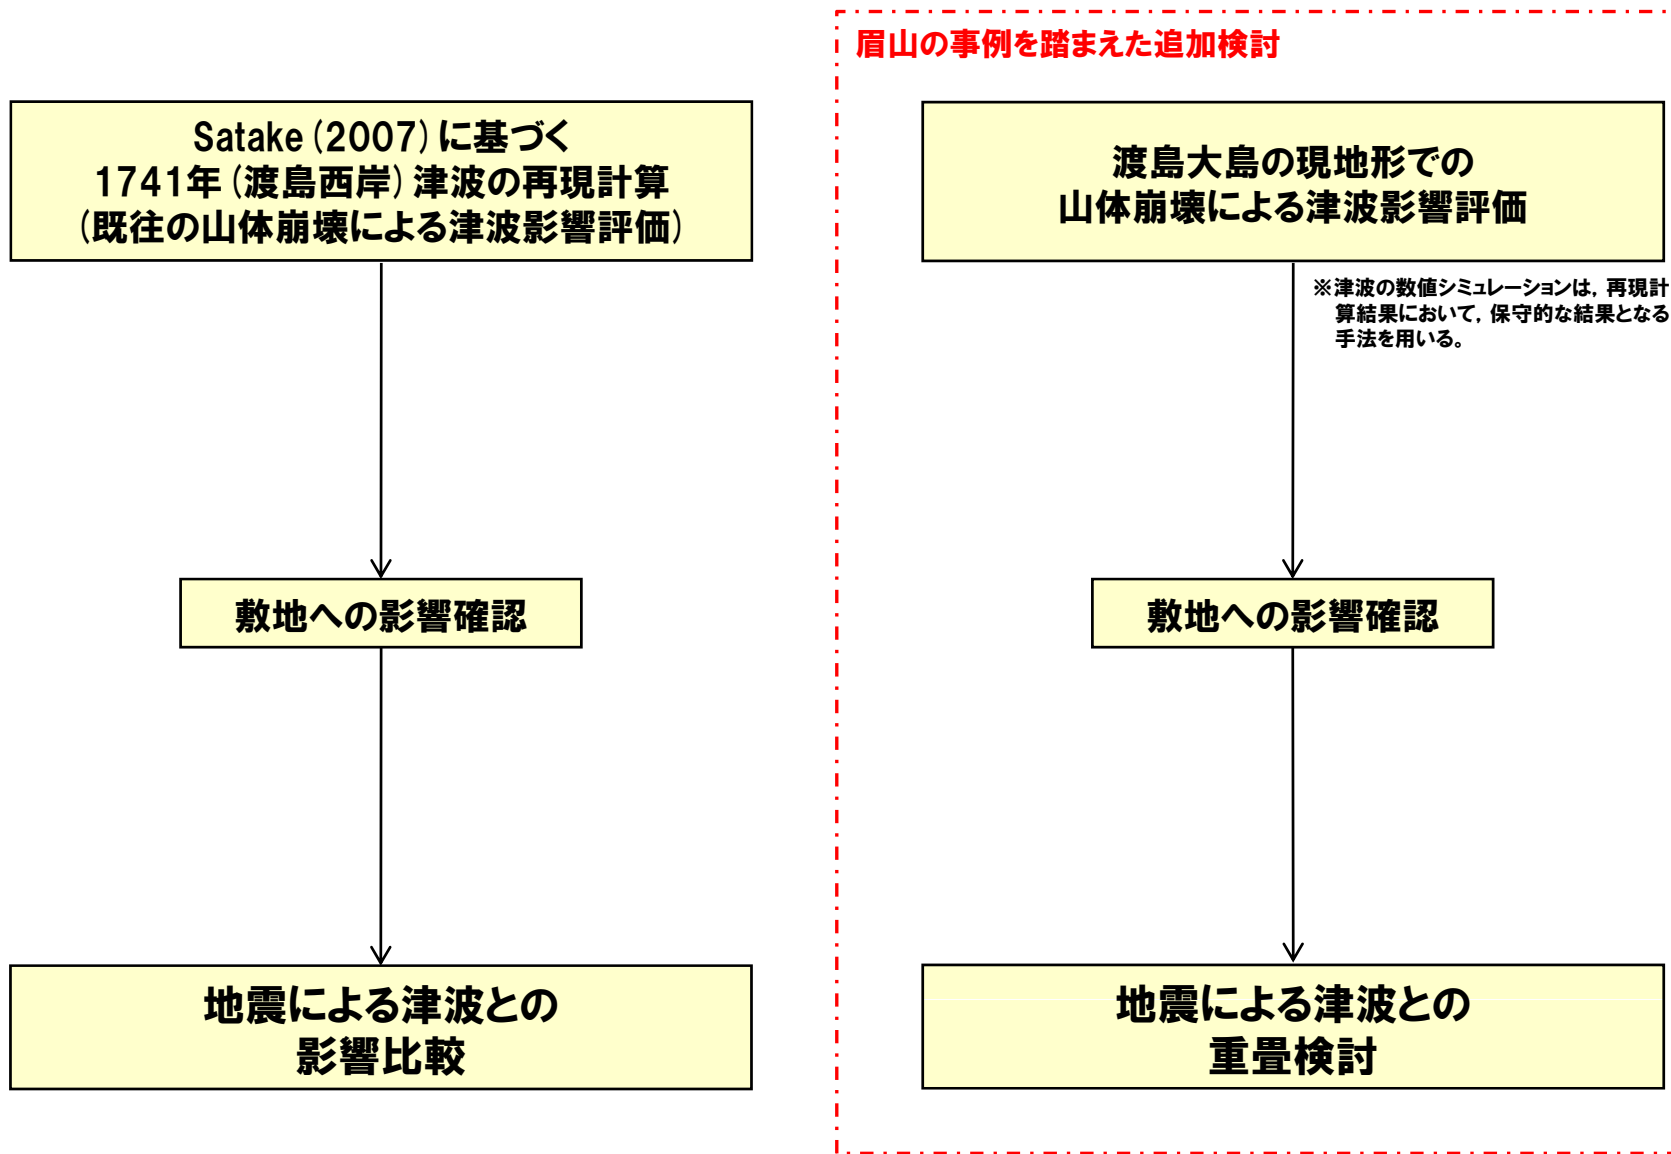 眉山の事例を踏まえた追加検討
Satake(2007)に基づく
1741年(渡島西岸)津波の再現計算
(既往の山体崩壊による津波影響評価)
敷地への影響確認
地震による津波との
影響比較
渡島大島の現地形での
山体崩壊による津波影響評価
※津波の数値シミュレーションは,再現計
算結果において,保守的な結果となる
手法を用いる。
敷地への影響確認
地震による津波との
重畳検討